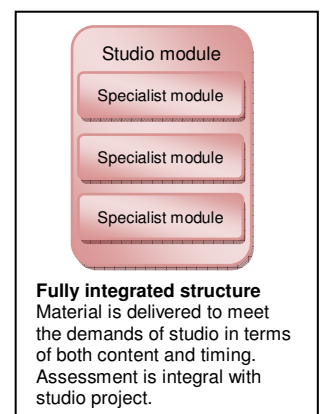 Studio module
Specialist module
Specialist module
Specialist module
Fully integrated structure
Material is delivered to meet
the demands of studio in terms
of both content and timing.
Assessment is integral with
studio project.